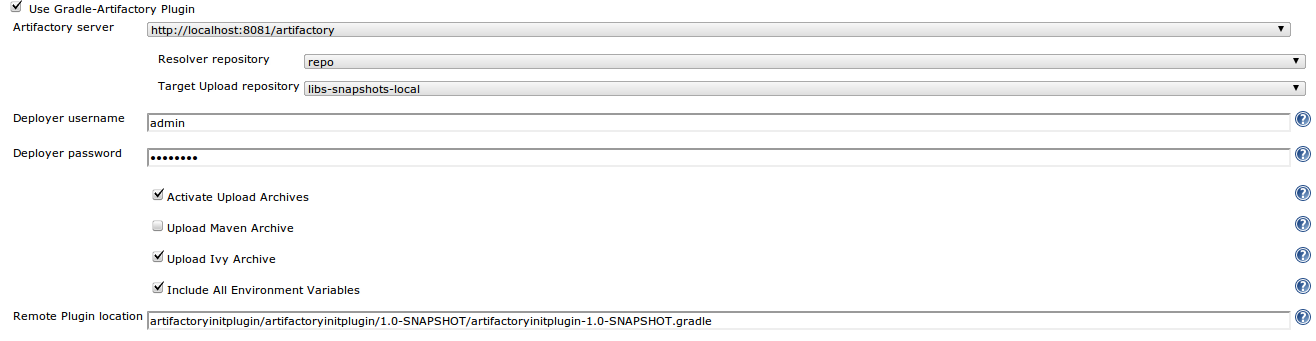 Use Gradle-Artifactory Plugin
Artifactory server http://localhost:8081/artifactory
Resolver repository repo
Target Upload repository libs-snapshots-local
Deployer username admin ?
Deployer password •••••••• ?
Activate Upload Archives ?
Upload Maven Archive ?
Upload Ivy Archive ?
Include All Environment Variables ?
Remote Plugin location artifactoryinitplugin/artifactoryinitplugin/1.0-SNAPSHOT/artifactoryinitplugin-1.0-SNAPSHOT.gradle ?